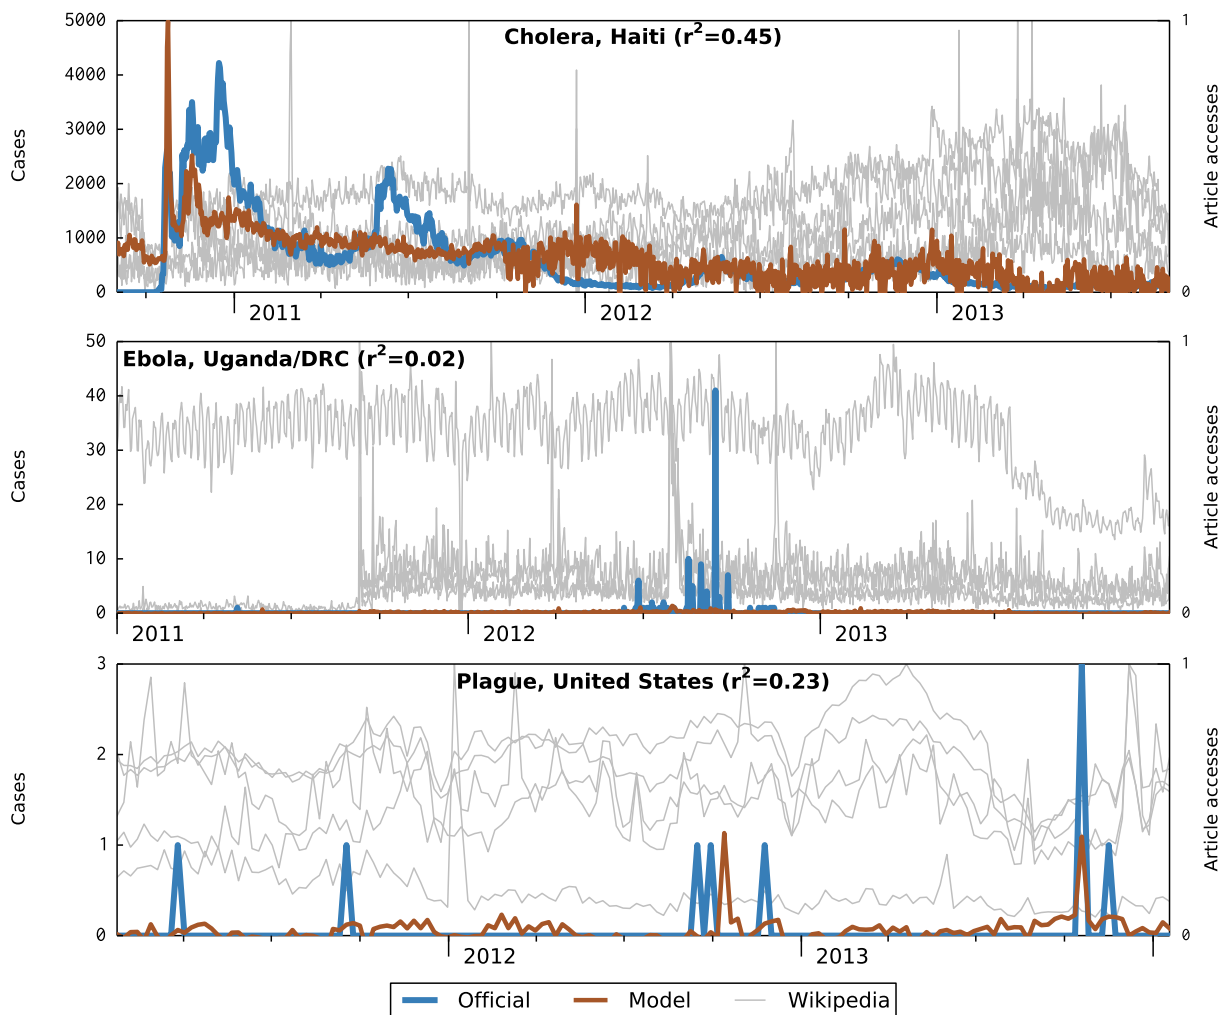 Cholera, Haiti (r²=0.45)
Cases
Article accesses
5000
4000
3000
2000
1000
0
1
0
2011
2012
2013
Ebola, Uganda/DRC (r²=0.02)
Cases
Article accesses
50
40
30
20
10
0
1
0
2011
2012
2013
Plague, United States (r²=0.23)
Cases
Article accesses
3
2
1
0
1
0
2012
2013
Official
Model
Wikipedia